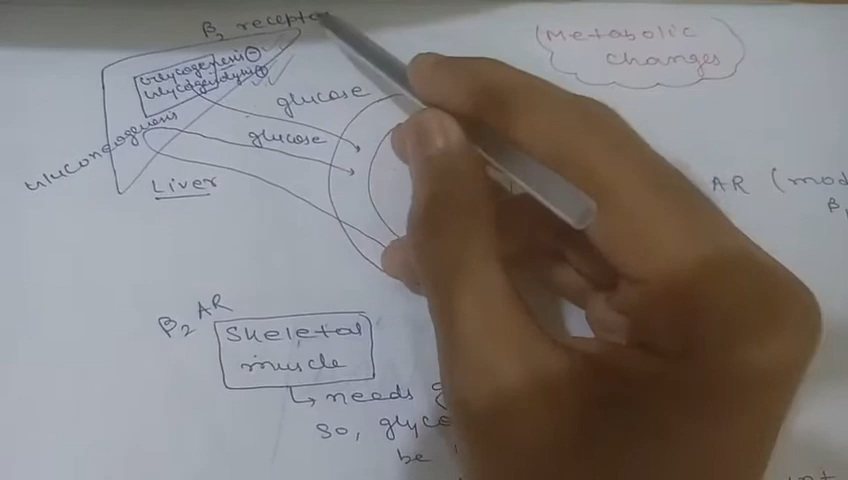 β2 receptor
Metabolic
changes
Glycogenesis ⊖
Glycogenolysis ⊕
glucose
Gluconeogenesis
glucose
Liver
AR (mod
β2 AR
Skeletal
muscle
↳ needs g
so, glyco
be